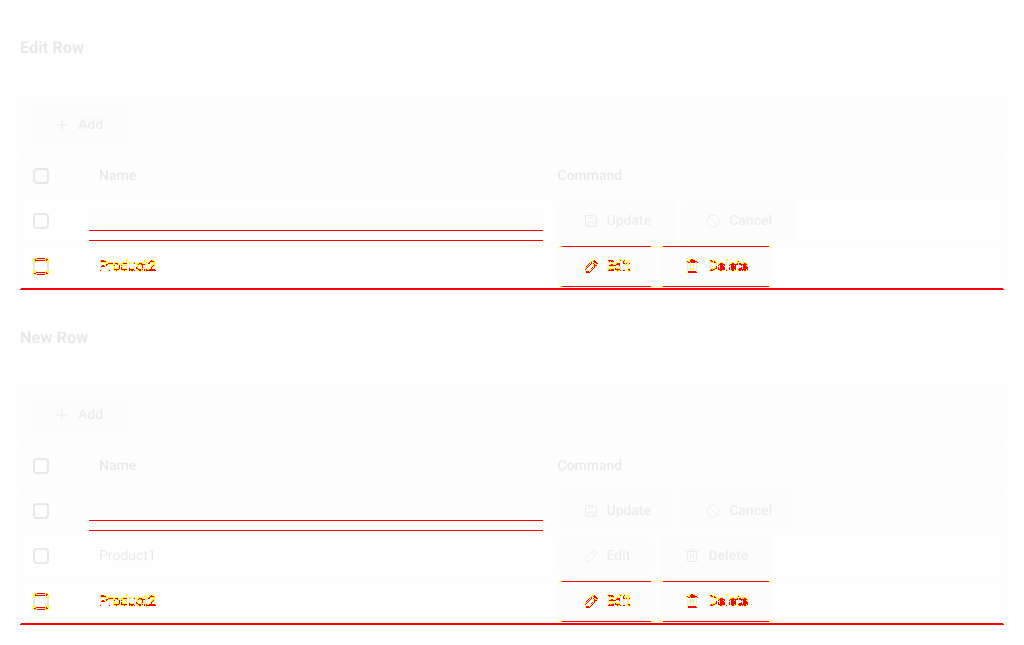 Edit Row
Add
Name Command
Update Cancel
Product2 Edit Delete
New Row
Add
Name Command
Update Cancel
Product1 Edit Delete
Product2 Edit Delete